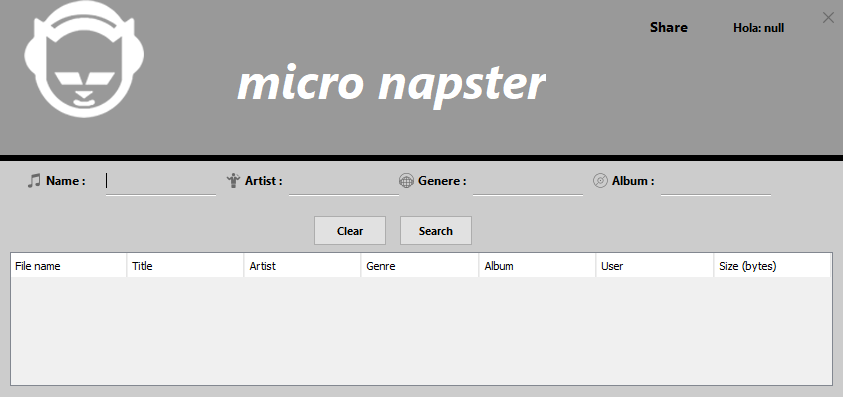 Share Hola: null
micro napster
Name : Artist : Genere : Album :
Clear Search
File name Title Artist Genre Album User Size (bytes)